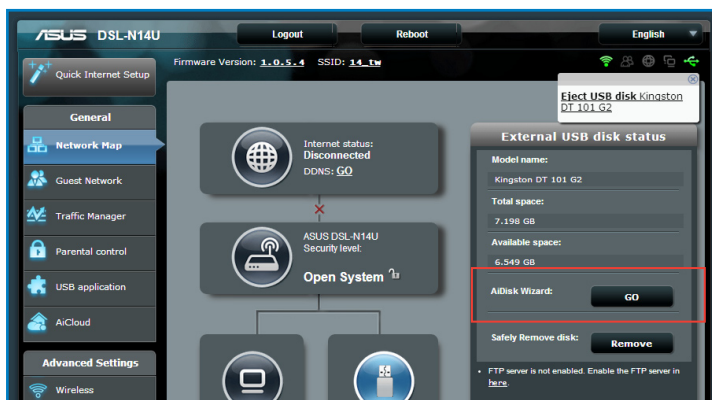 ASUS DSL-N14U
Logout
Reboot
English
Quick Internet Setup
Firmware Version: 1.0.5.4 SSID: 14_tw
Eject USB disk Kingston
DT 101 G2
General
Network Map
Guest Network
Traffic Manager
Parental control
USB application
AiCloud
Advanced Settings
Wireless
Internet status:
Disconnected
DDNS: GO
ASUS DSL-N14U
Security level:
Open System
External USB disk status
Model name:
Kingston DT 101 G2
Total space:
7.198 GB
Available space:
6.549 GB
AiDisk Wizard:
GO
Safely Remove disk:
Remove
• FTP server is not enabled. Enable the FTP server in
here.